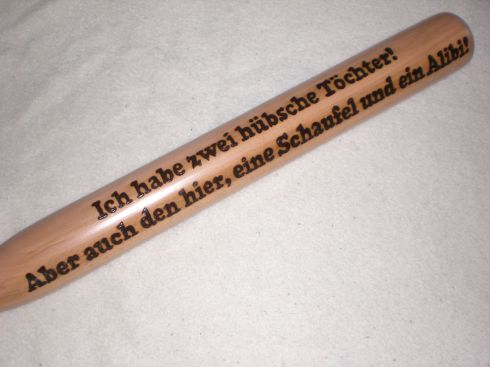 Ich habe zwei hübsche Töchter!
Aber auch den hier, eine Schaufel und ein Alibi!